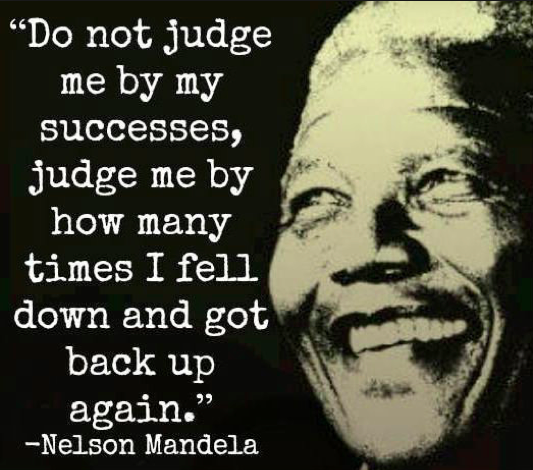 “Do not judge
me by my
successes,
judge me by
how many
times I fell
down and got
back up
again.”
-Nelson Mandela